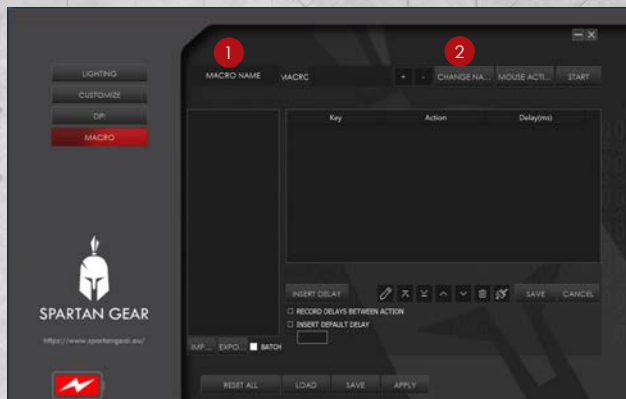 1
2
LIGHTING
CUSTOMIZE
DPI
MACRO
MACRO NAME
MACRO
+
-
CHANGE NA...
MOUSE ACTI...
START
Key Action Delay(ms)
INSERT DELAY
SAVE
CANCEL
RECORD DELAYS BETWEEN ACTION
INSERT DEFAULT DELAY
IMP...
EXPO...
BATCH
SPARTAN GEAR
https://www.spartangear.eu/
RESET ALL
LOAD
SAVE
APPLY